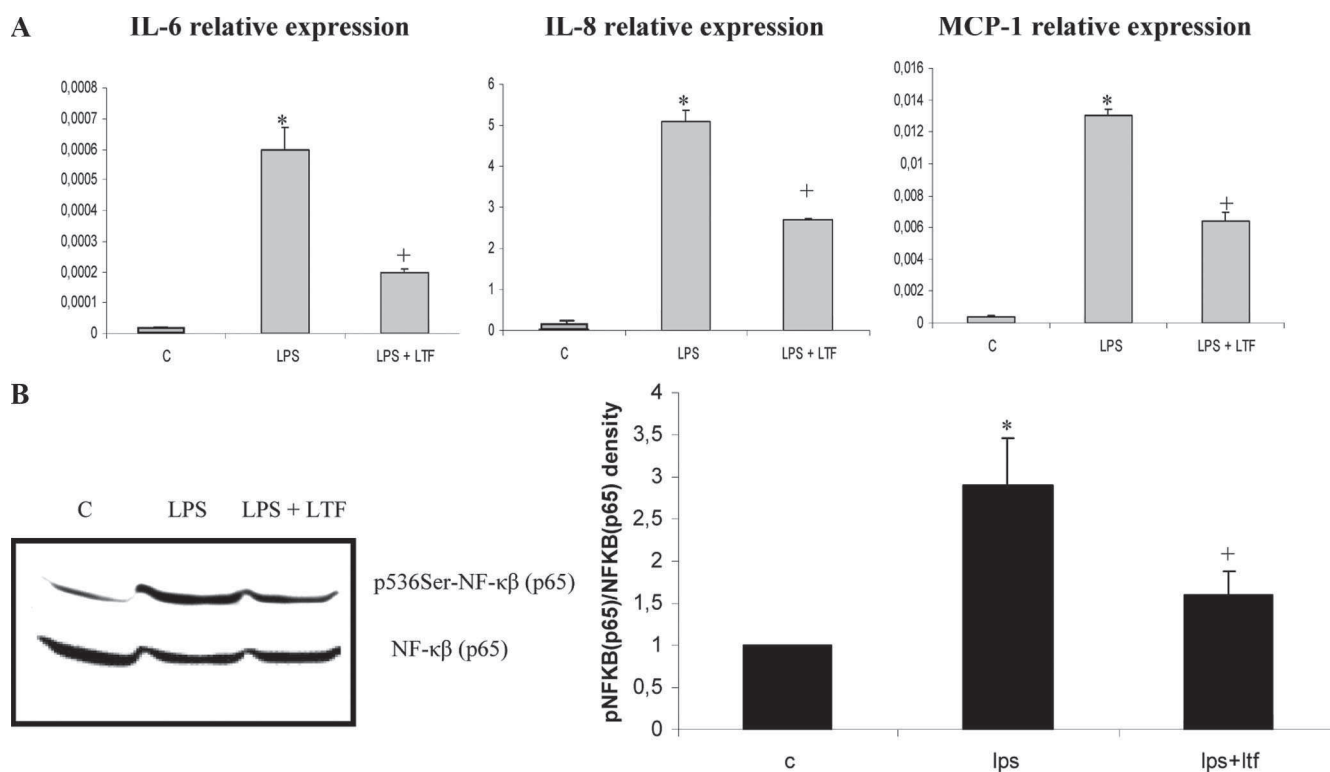 A
IL-6 relative expression
IL-8 relative expression
MCP-1 relative expression
0,0008
0,0007
0,0006
0,0005
0,0004
0,0003
0,0002
0,0001
0
*
+
C
LPS
LPS + LTF
6
5
4
3
2
1
0
*
+
C
LPS
LPS + LTF
0,016
0,014
0,012
0,01
0,008
0,006
0,004
0,002
0
*
+
C
LPS
LPS + LTF
B
C
LPS
LPS + LTF
p536Ser-NF-κβ (p65)
NF-κβ (p65)
pNFKB(p65)/NFKB(p65) density
4
3,5
3
2,5
2
1,5
1
0,5
0
*
+
c
lps
lps+ltf